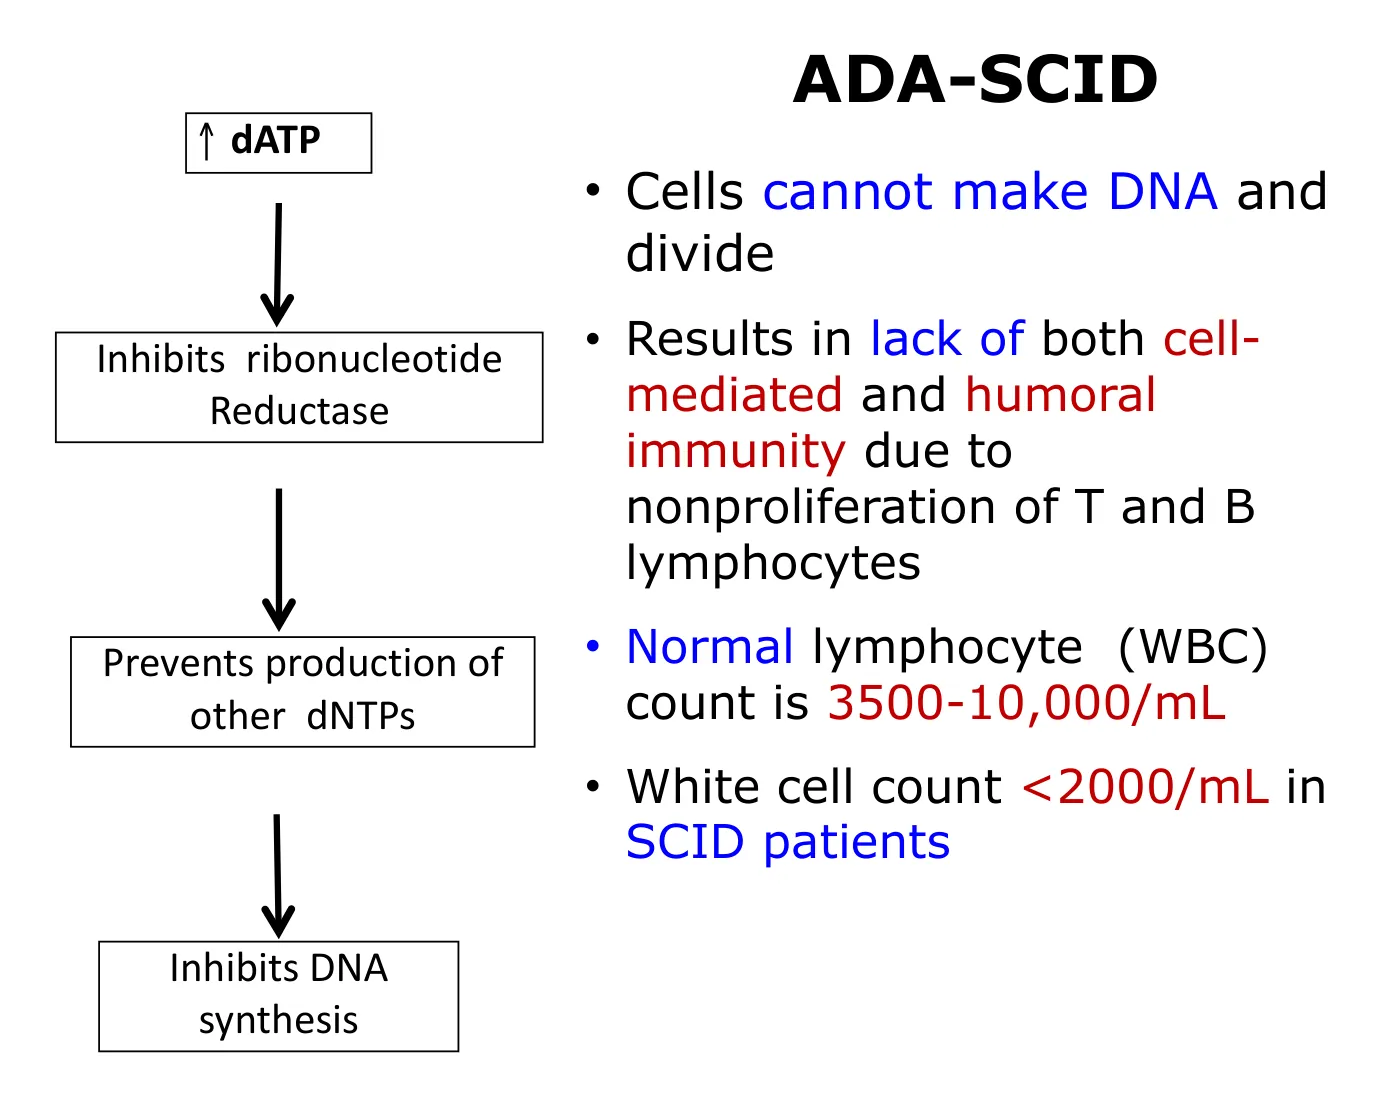 ADA-SCID
↑ dATP
Inhibits ribonucleotide
Reductase
Prevents production of
other dNTPs
Inhibits DNA
synthesis
• Cells cannot make DNA and
divide
• Results in lack of both cell-
mediated and humoral
immunity due to
nonproliferation of T and B
lymphocytes
• Normal lymphocyte (WBC)
count is 3500-10,000/mL
• White cell count <2000/mL in
SCID patients